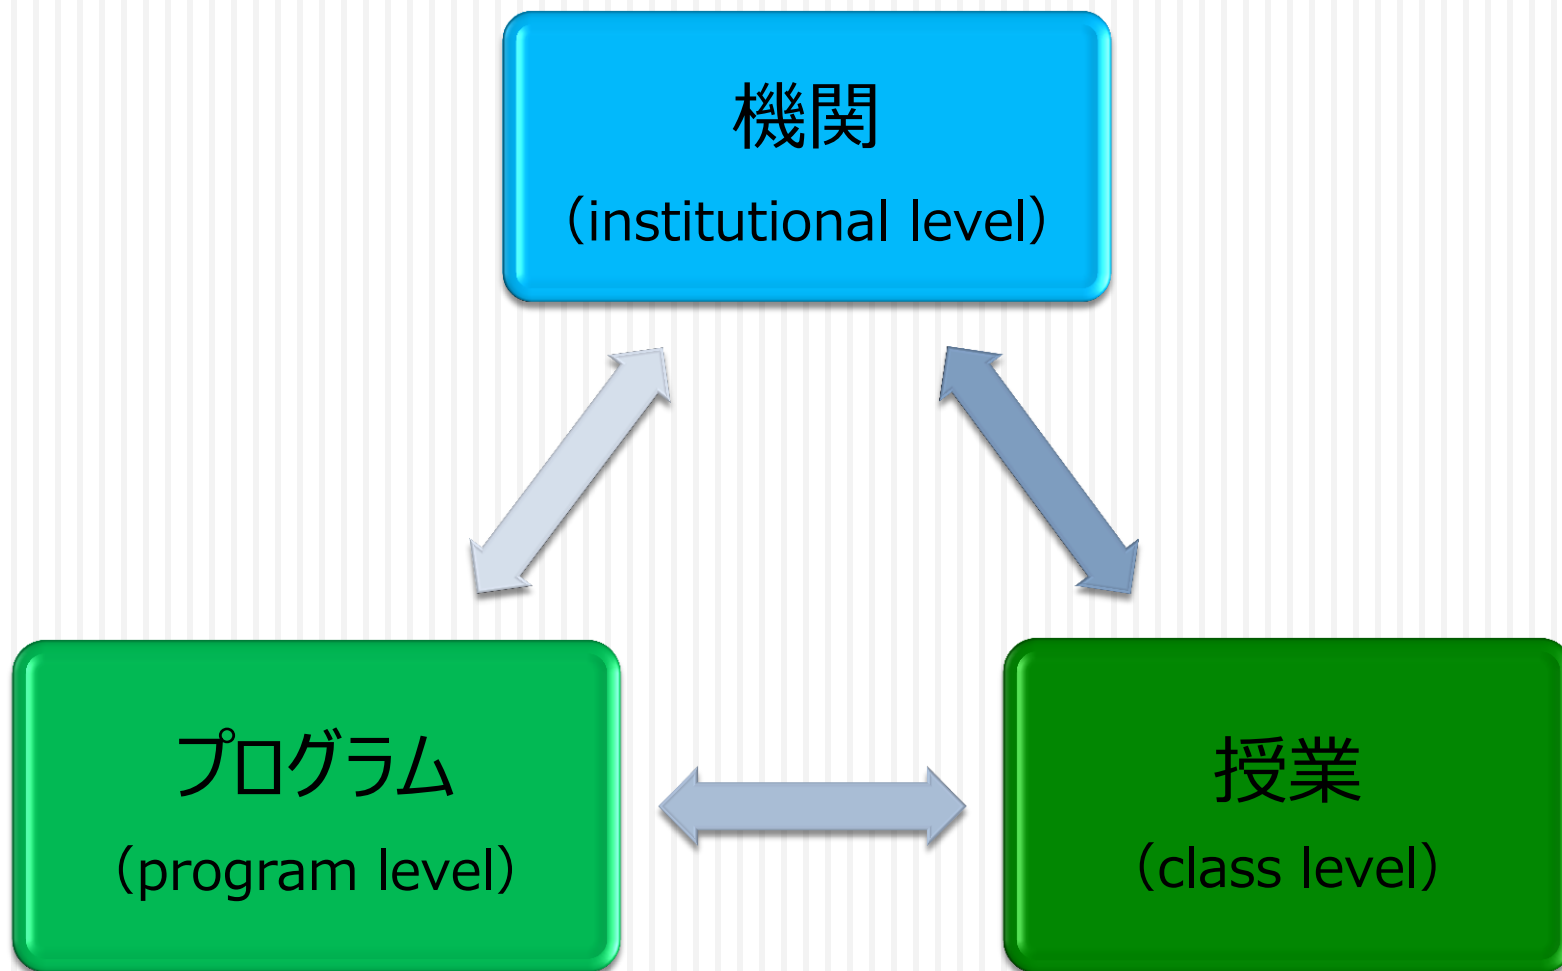 機関
（institutional level）
プログラム
（program level）
授業
（class level）